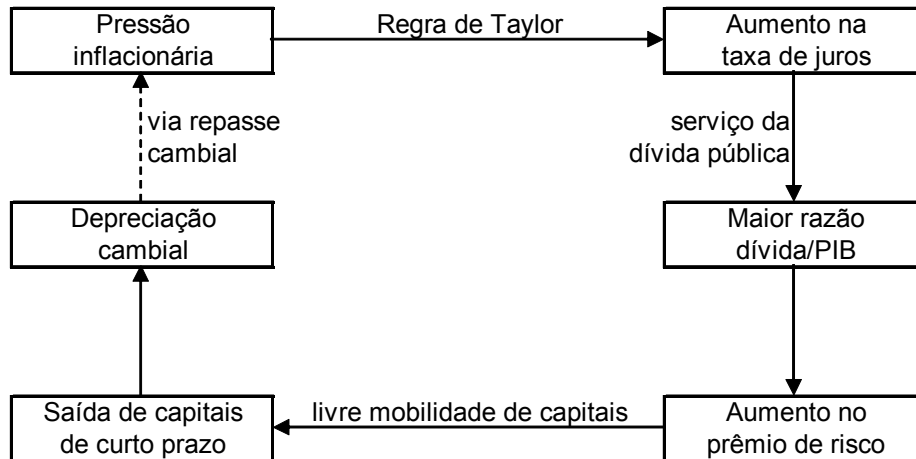 Pressão
inflacionária
Regra de Taylor
Aumento na
taxa de juros
via repasse
cambial
serviço da
dívida pública
Depreciação
cambial
Maior razão
dívida/PIB
Saída de capitais
de curto prazo
livre mobilidade de capitais
Aumento no
prêmio de risco